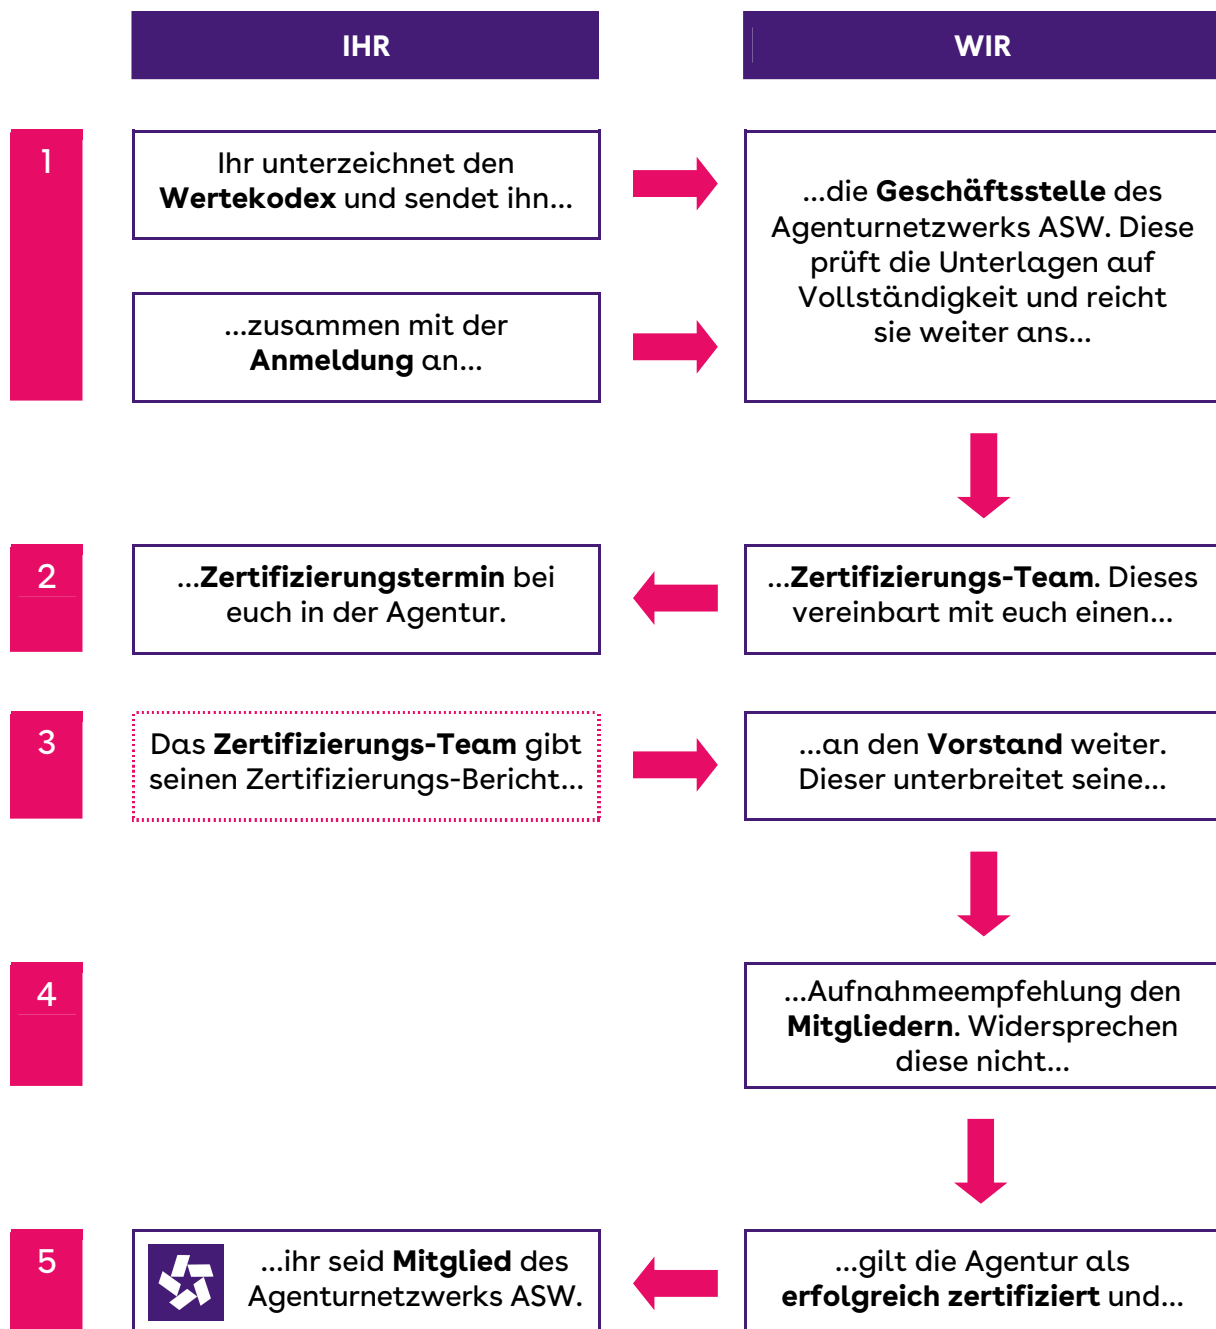 IHR
WIR
1
Ihr unterzeichnet den
Wertekodex und sendet ihn...
...zusammen mit der
Anmeldung an...
...die Geschäftsstelle des
Agenturnetzwerks ASW. Diese
prüft die Unterlagen auf
Vollständigkeit und reicht
sie weiter ans...
2
...Zertifizierungstermin bei
euch in der Agentur.
...Zertifizierungs-Team. Dieses
vereinbart mit euch einen...
3
Das Zertifizierungs-Team gibt
seinen Zertifizierungs-Bericht...
...an den Vorstand weiter.
Dieser unterbreitet seine...
4
...Aufnahmeempfehlung den
Mitgliedern. Widersprechen
diese nicht...
5
...ihr seid Mitglied des
Agenturnetzwerks ASW.
...gilt die Agentur als
erfolgreich zertifiziert und...